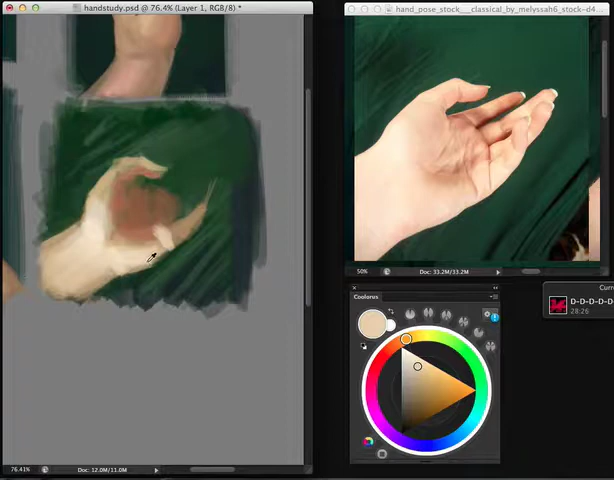 handstudy.psd @ 76.4% (Layer 1, RGB/8) *
hand_pose_stock__classical_by_melyssah6_stock-d4...
50%
Doc: 33.2M/33.2M
Coolorus
Curr
D-D-D-D-D
28:26
76.41%
Doc: 12.0M/11.0M